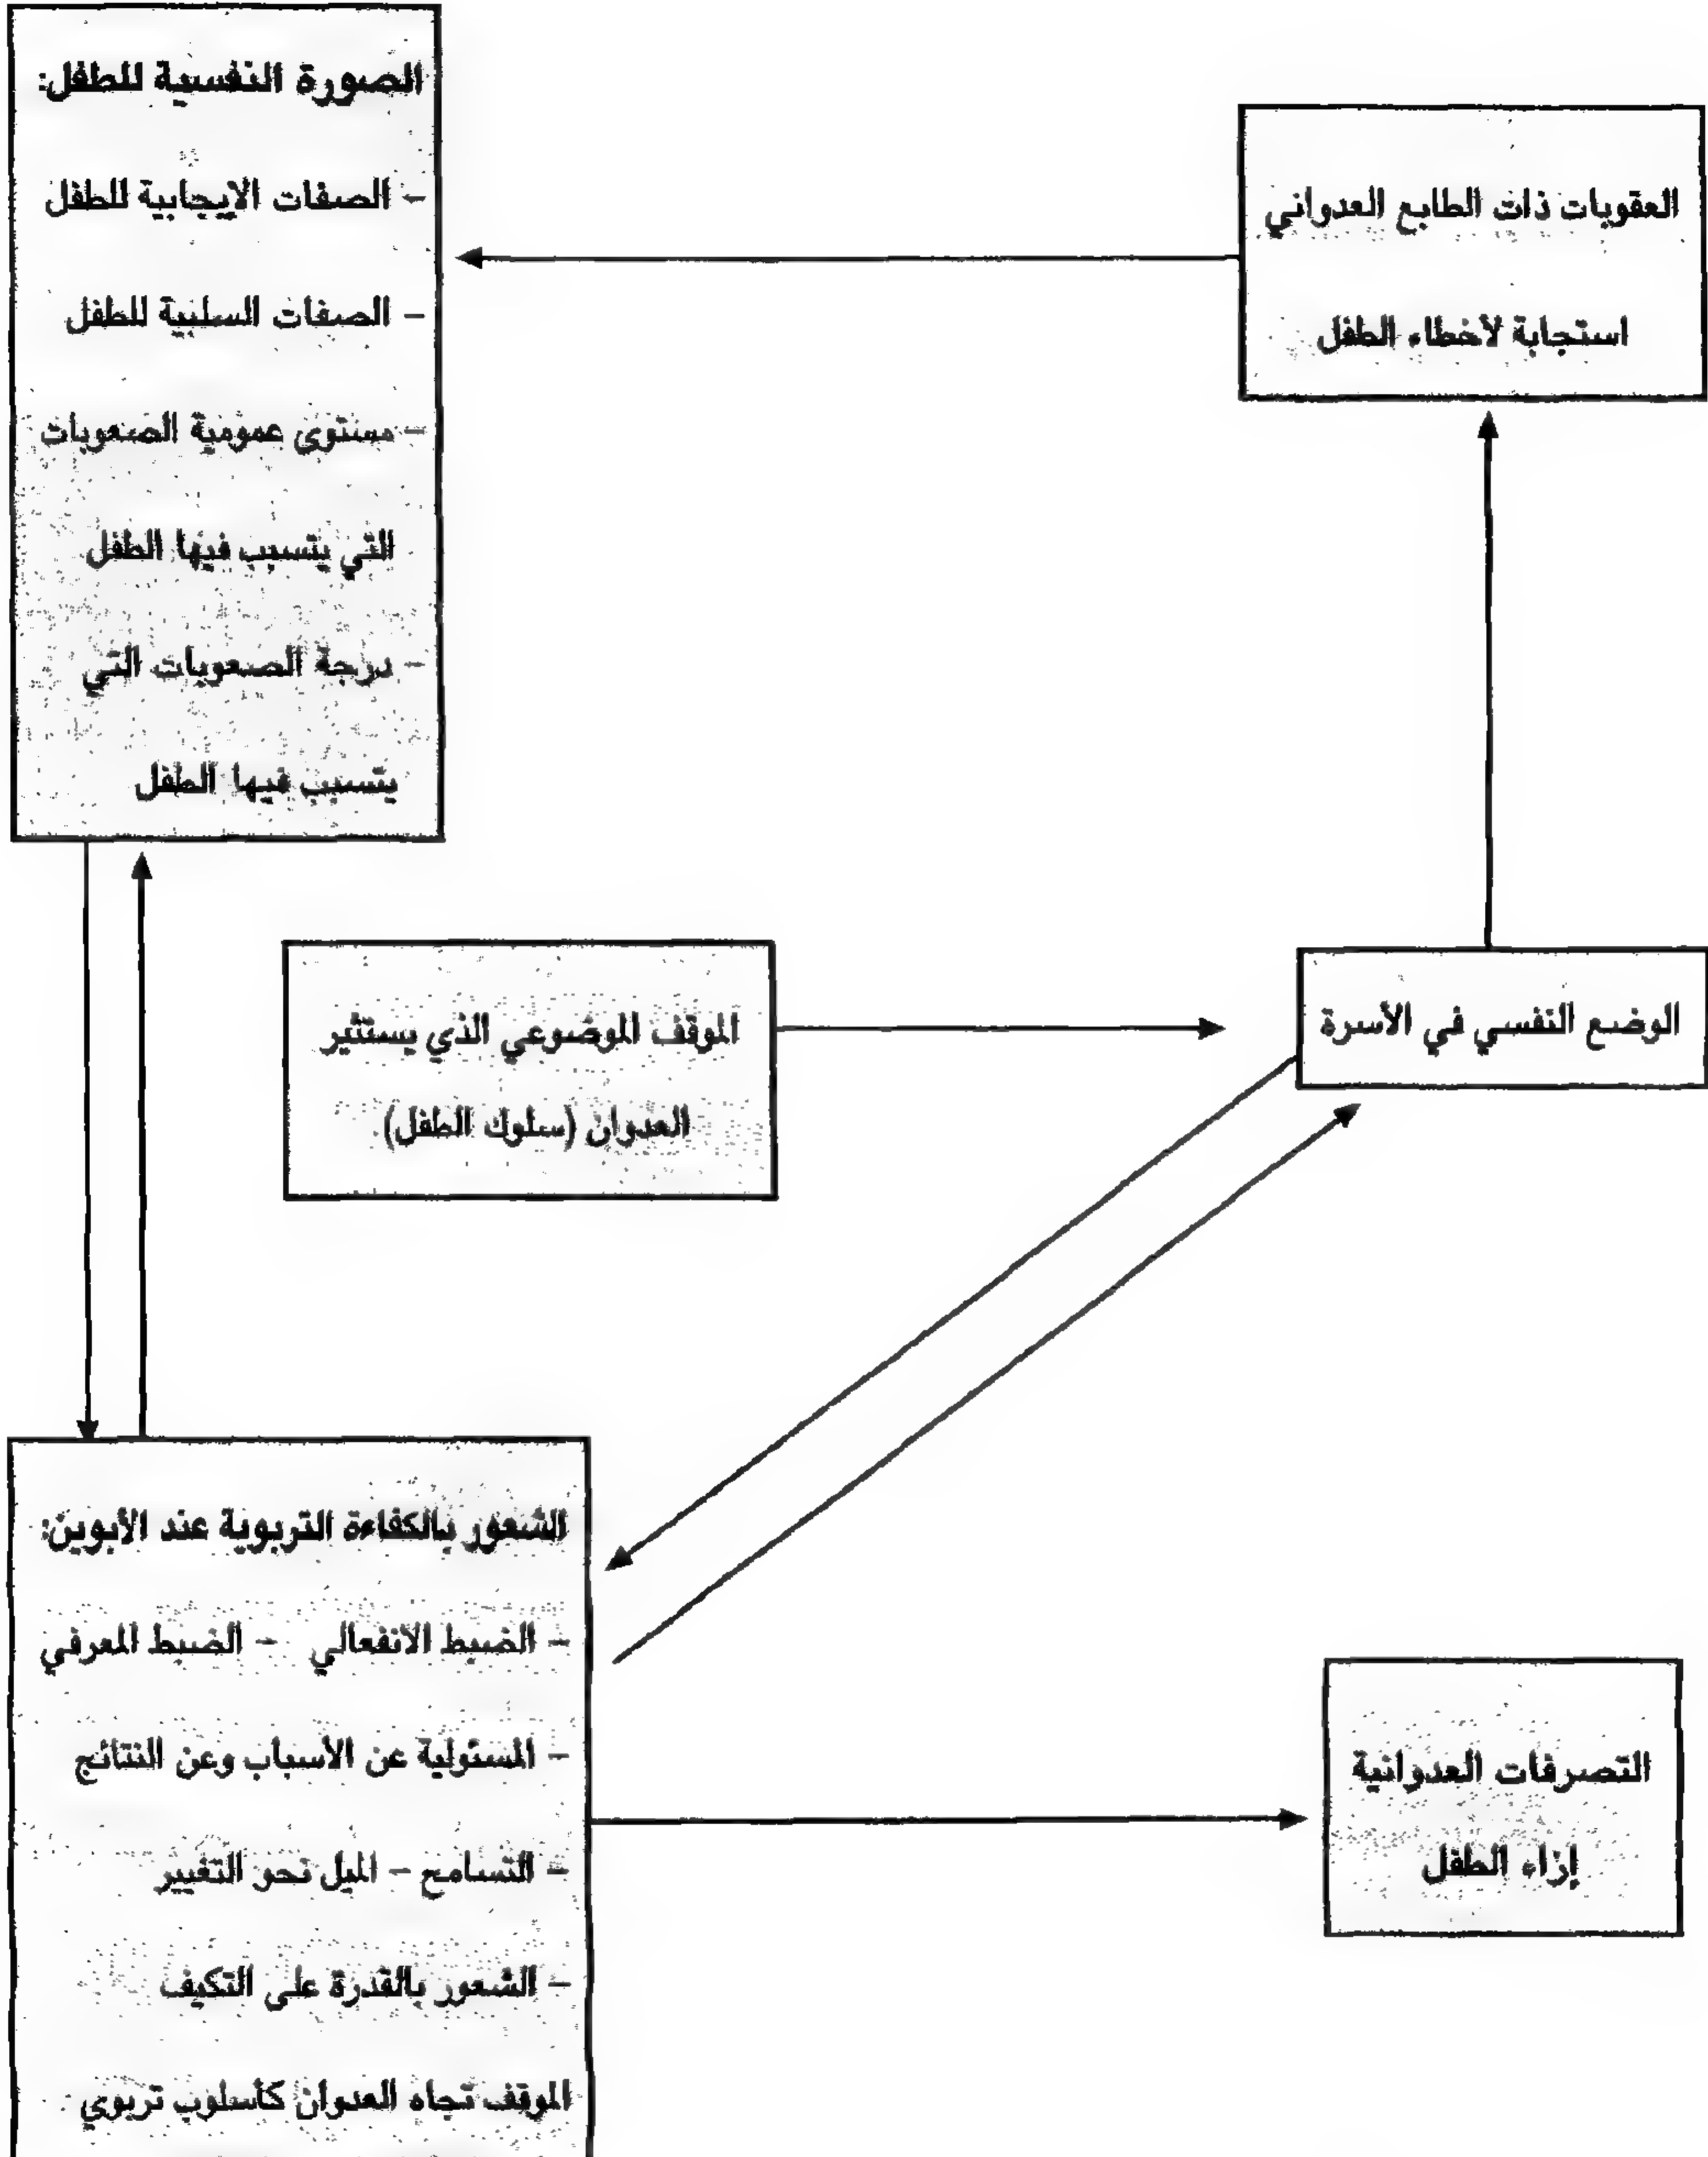 الصورة النفسية للطفل:
– الصفات الايجابية للطفل
– الصفات السلبية للطفل
– مستوى عمومية الصعوبات
التي يتسبب فيها الطفل
– درجة الصعوبات التي
يتسبب فيها الطفل
العقوبات ذات الطابع العدواني
استجابة لأخطاء الطفل
الموقف الموضوعي الذي يستثير
العدوان (سلوك الطفل)
الوضع النفسي في الأسرة
الشعور بالكفاءة التربوية عند الأبوين:
– الضبط الانفعالي – الضبط المعرفي
– المسئولية عن الأسباب وعن النتائج
– التسامح – الميل نحو التغيير
– الشعور بالقدرة على التكيف
الموقف تجاه العدوان كأسلوب تربوي
التصرفات العدوانية
إزاء الطفل